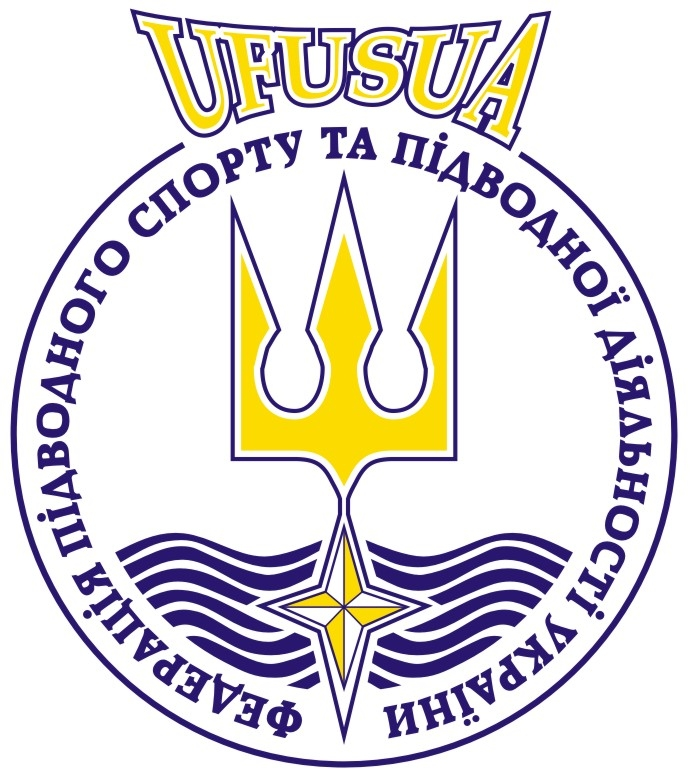 UFUSUA
ФЕДЕРАЦІЯ ПІДВОДНОГО СПОРТУ ТА ПІДВОДНОЇ ДІЯЛЬНОСТІ УКРАЇНИ